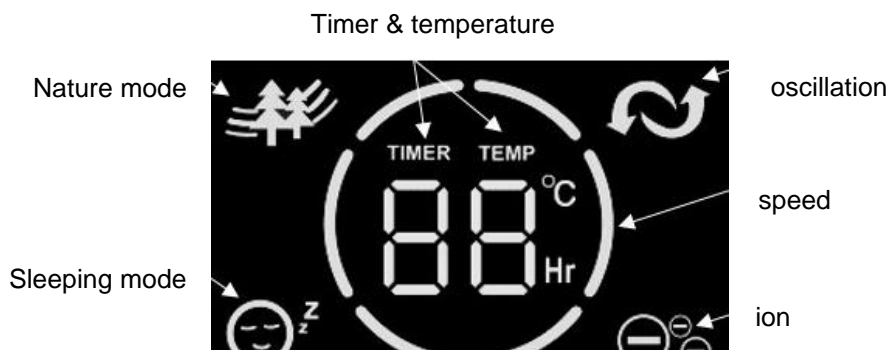 Timer & temperature
Nature mode
oscillation
TIMER TEMP
88 °C
speed
Hr
Sleeping mode
z
z
ion